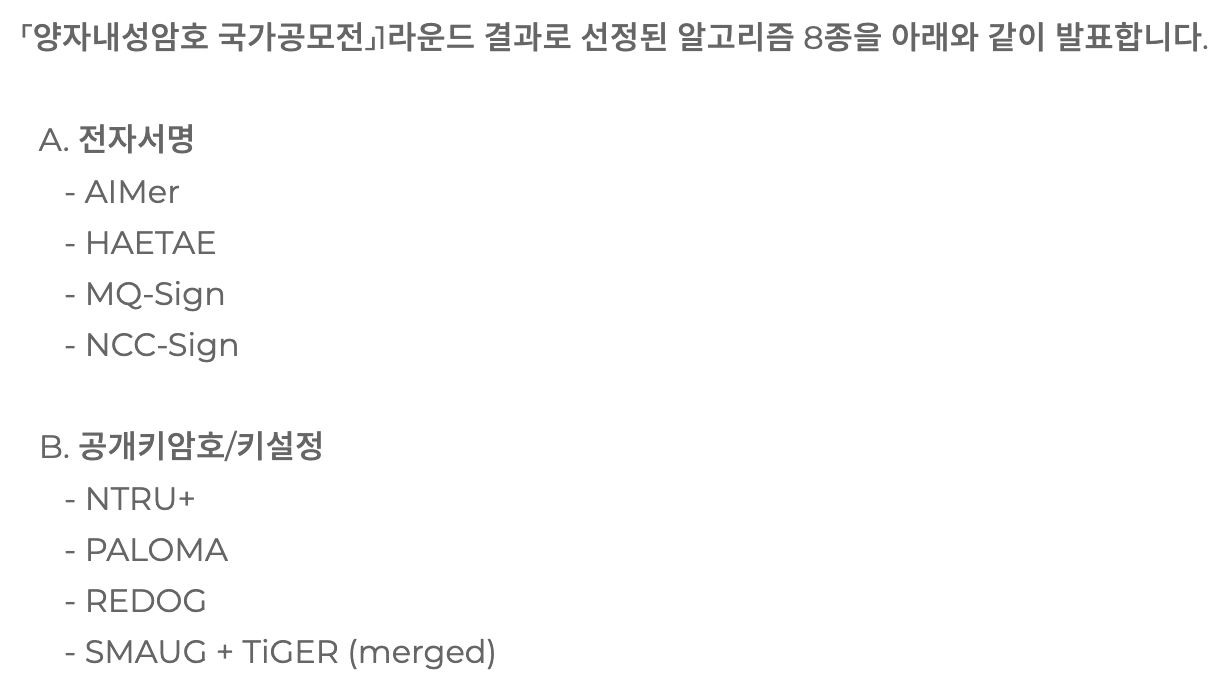 「양자내성암호 국가공모전」1라운드 결과로 선정된 알고리즘 8종을 아래와 같이 발표합니다.
A. 전자서명
- AIMer
- HAETAE
- MQ-Sign
- NCC-Sign
B. 공개키암호/키설정
- NTRU+
- PALOMA
- REDOG
- SMAUG + TiGER (merged)